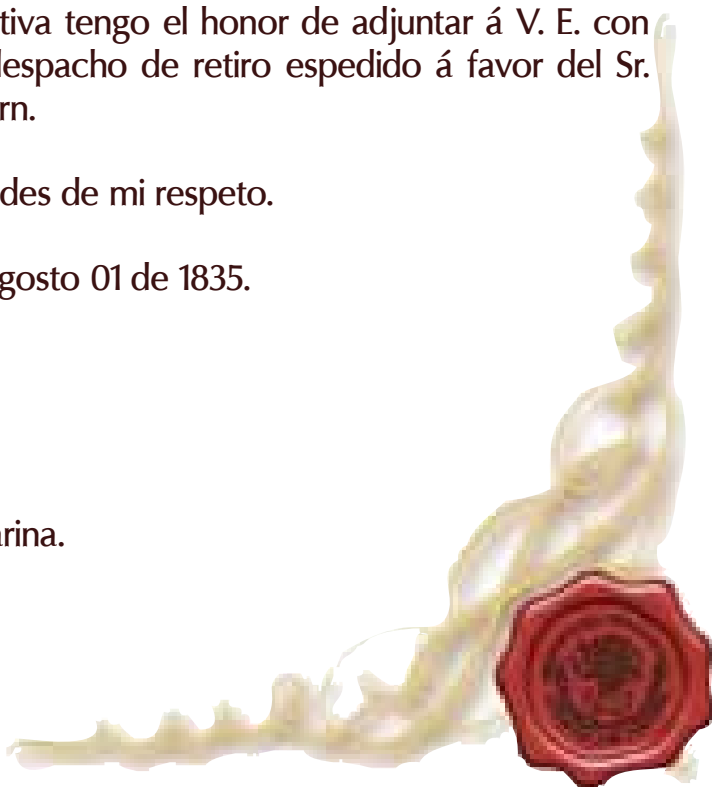 tiva tengo el honor de adjuntar á V. E. con
despacho de retiro espedido á favor del Sr.
rn.
des de mi respeto.
gosto 01 de 1835.
arina.